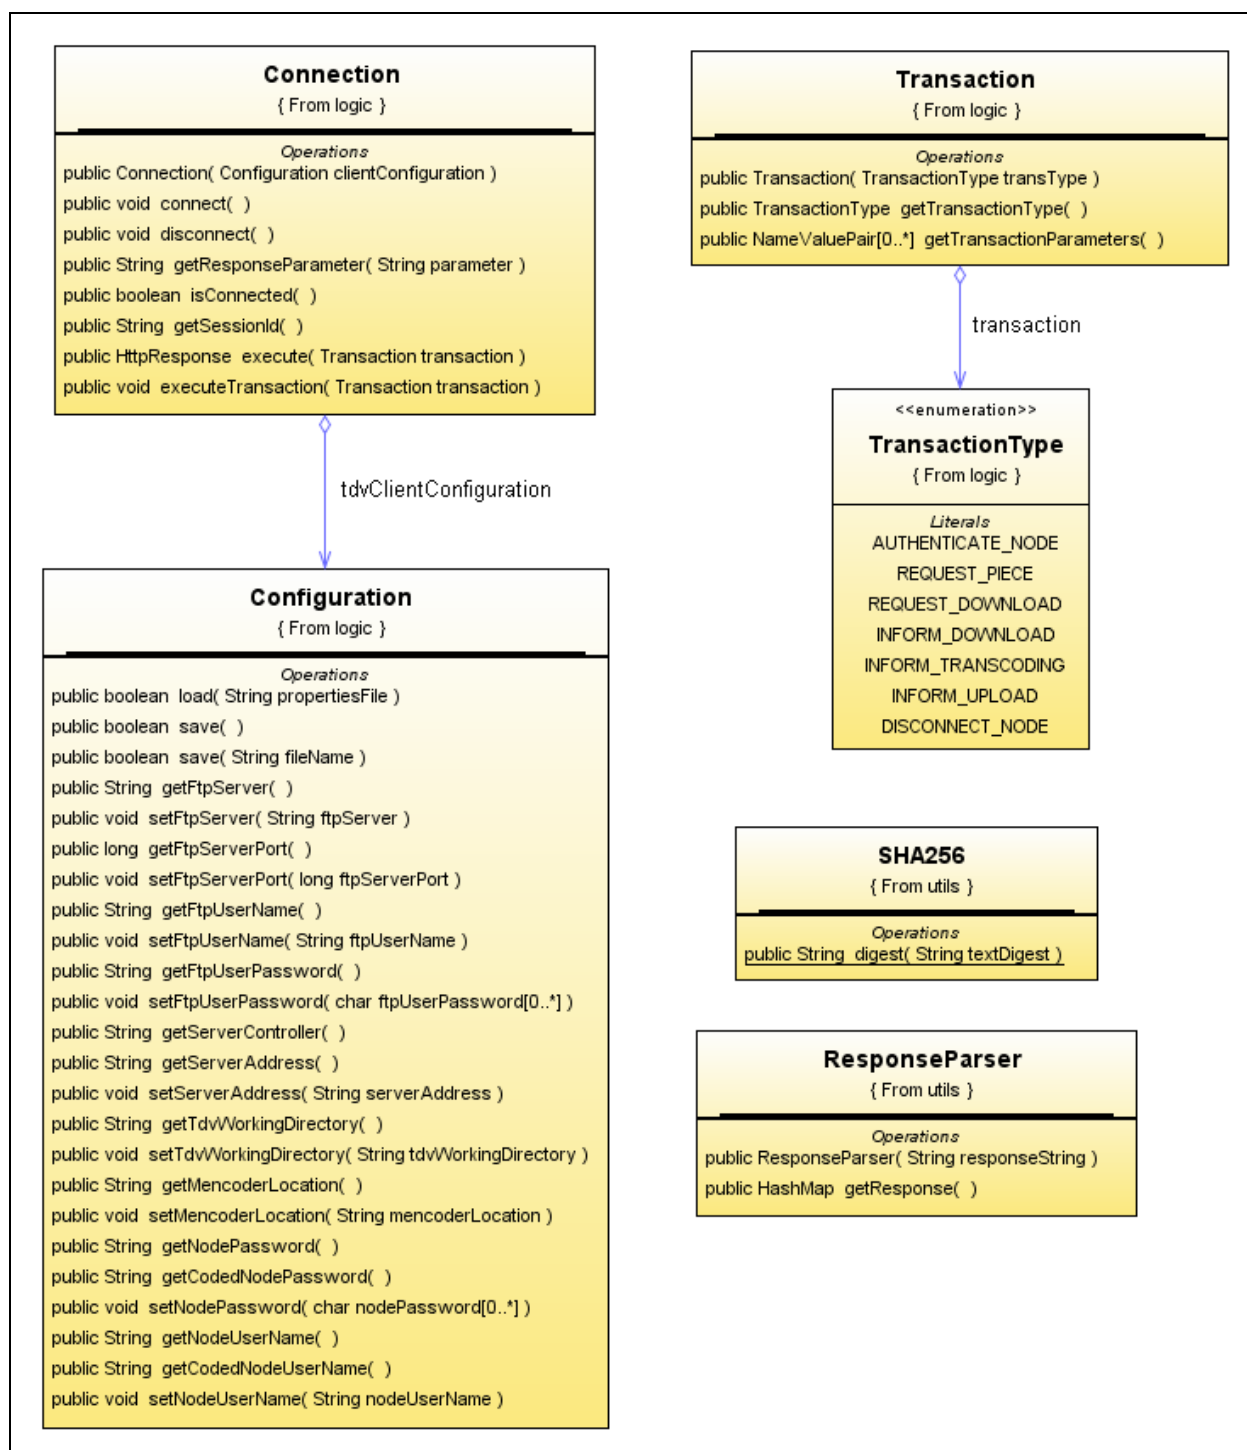 Connection
{ From logic }
Operations
public Connection( Configuration clientConfiguration )
public void  connect(  )
public void  disconnect(  )
public String  getResponseParameter( String parameter )
public boolean  isConnected(  )
public String  getSessionId(  )
public HttpResponse  execute( Transaction transaction )
public void  executeTransaction( Transaction transaction )
tdvClientConfiguration
Configuration
{ From logic }
Operations
public boolean  load( String propertiesFile )
public boolean  save(  )
public boolean  save( String fileName )
public String  getFtpServer(  )
public void  setFtpServer( String ftpServer )
public long  getFtpServerPort(  )
public void  setFtpServerPort( long ftpServerPort )
public String  getFtpUserName(  )
public void  setFtpUserName( String ftpUserName )
public String  getFtpUserPassword(  )
public void  setFtpUserPassword( char ftpUserPassword[0..*] )
public String  getServerController(  )
public String  getServerAddress(  )
public void  setServerAddress( String serverAddress )
public String  getTdvWorkingDirectory(  )
public void  setTdvWorkingDirectory( String tdvWorkingDirectory )
public String  getMencoderLocation(  )
public void  setMencoderLocation( String mencoderLocation )
public String  getNodePassword(  )
public String  getCodedNodePassword(  )
public void  setNodePassword( char nodePassword[0..*] )
public String  getNodeUserName(  )
public String  getCodedNodeUserName(  )
public void  setNodeUserName( String nodeUserName )
Transaction
{ From logic }
Operations
public Transaction( TransactionType transType )
public TransactionType  getTransactionType(  )
public NameValuePair[0..*]  getTransactionParameters(  )
transaction
<<enumeration>>
TransactionType
{ From logic }
Literals
AUTHENTICATE_NODE
REQUEST_PIECE
REQUEST_DOWNLOAD
INFORM_DOWNLOAD
INFORM_TRANSCODING
INFORM_UPLOAD
DISCONNECT_NODE
SHA256
{ From utils }
Operations
public String  digest( String textDigest )
ResponseParser
{ From utils }
Operations
public ResponseParser( String responseString )
public HashMap  getResponse(  )